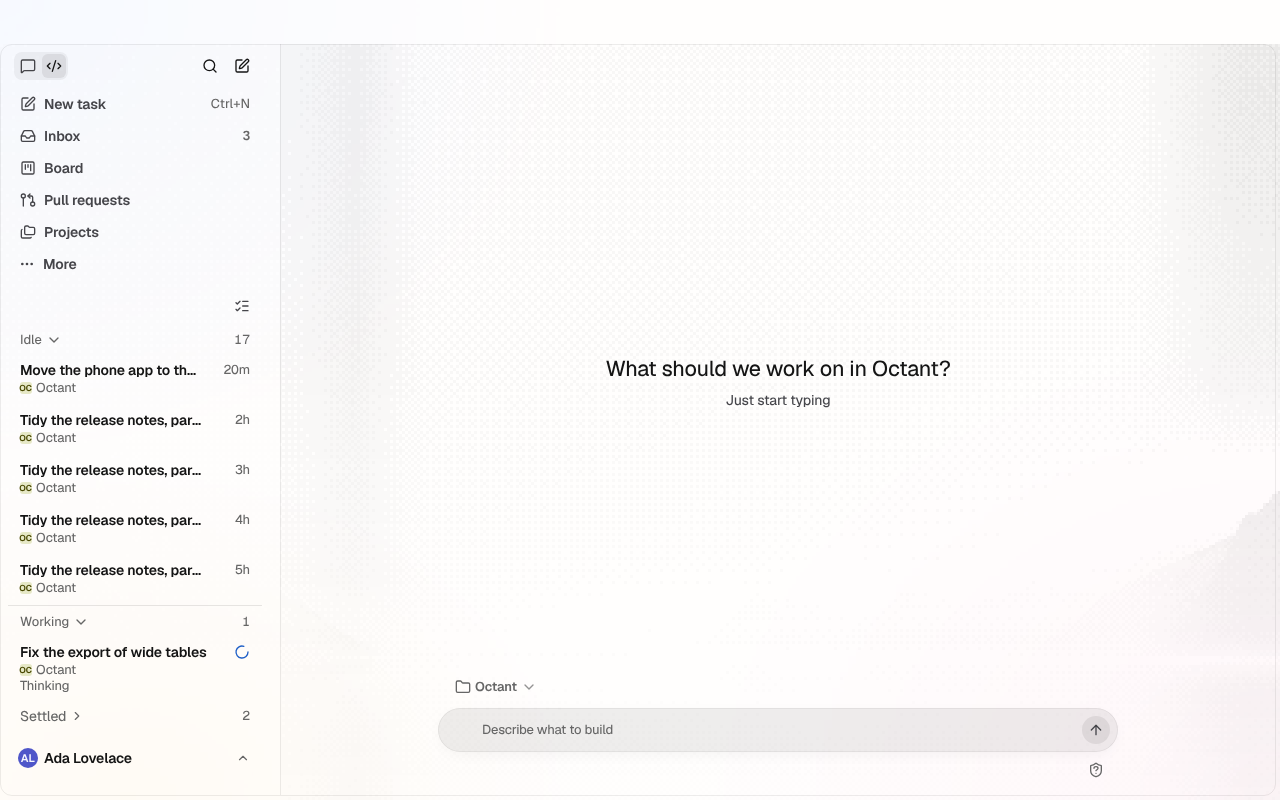 New task Ctrl+N
Inbox 3
Board
Pull requests
Projects
More
Idle 17
Move the phone app to th... 20m
OC Octant
Tidy the release notes, par... 2h
OC Octant
Tidy the release notes, par... 3h
OC Octant
Tidy the release notes, par... 4h
OC Octant
Tidy the release notes, par... 5h
OC Octant
Working 1
Fix the export of wide tables
OC Octant
Thinking
Settled 2
AL Ada Lovelace
What should we work on in Octant?
Just start typing
Octant
Describe what to build